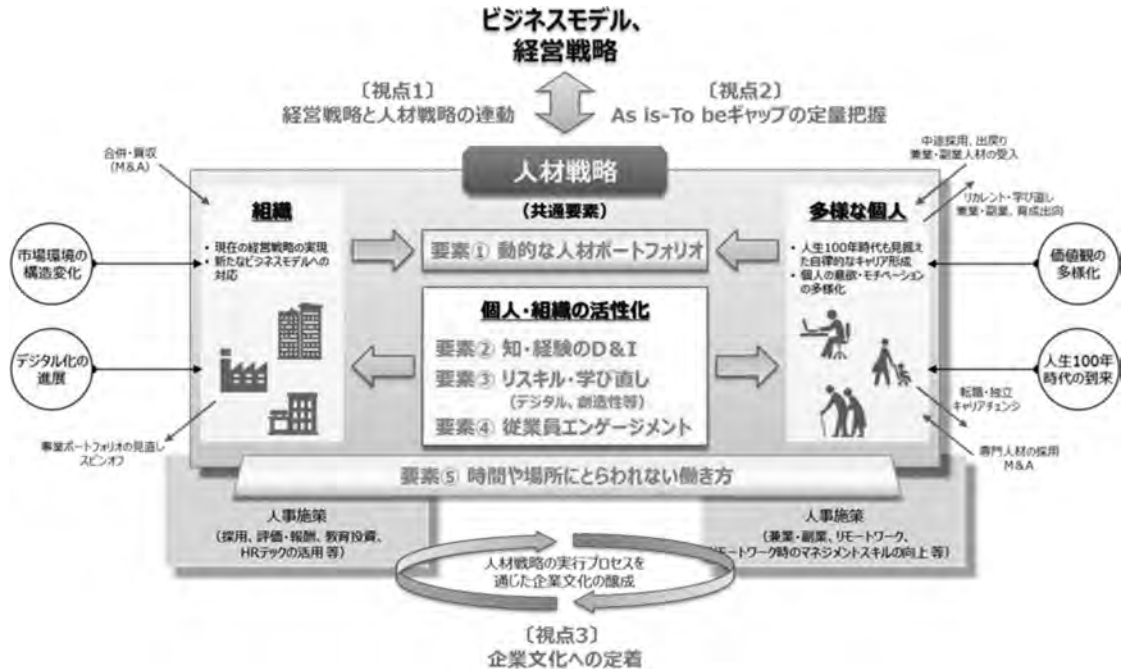 ビジネスモデル、
経営戦略
〔視点1〕
経営戦略と人材戦略の連動
〔視点2〕
As is‐To beギャップの定量把握
合併・買収
(M&A)
中途採用、出戻り
兼業・副業人材の受入
人材戦略
リカレント・学び直し
兼業・副業、育成出向
組織
(共通要素)
多様な個人
市場環境の
構造変化
• 現在の経営戦略の実現
• 新たなビジネスモデルへの
対応
要素① 動的な人材ポートフォリオ
• 人生100年時代も見据え
た自律的なキャリア形成
• 個人の意欲・モチベーション
の多様化
価値観の
多様化
個人・組織の活性化
要素② 知・経験のD&I
要素③ リスキル・学び直し
(デジタル、創造性等)
要素④ 従業員エンゲージメント
デジタル化の
進展
人生100年
時代の到来
転職・独立
キャリアチェンジ
事業ポートフォリオの見直し
スピンオフ
専門人材の採用
M&A
要素⑤ 時間や場所にとらわれない働き方
人事施策
(採用、評価・報酬、教育投資、
HRテックの活用 等)
人事施策
(兼業・副業、リモートワーク、
リモートワーク時のマネジメントスキルの向上 等)
人材戦略の実行プロセスを
通じた企業文化の醸成
〔視点3〕
企業文化への定着